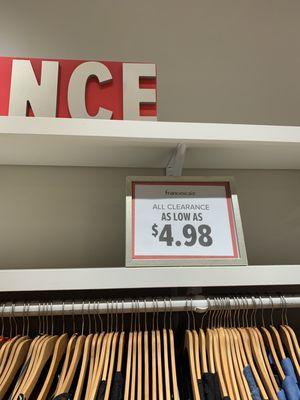 NCE
francesca's
ALL CLEARANCE
AS LOW AS
$4.98